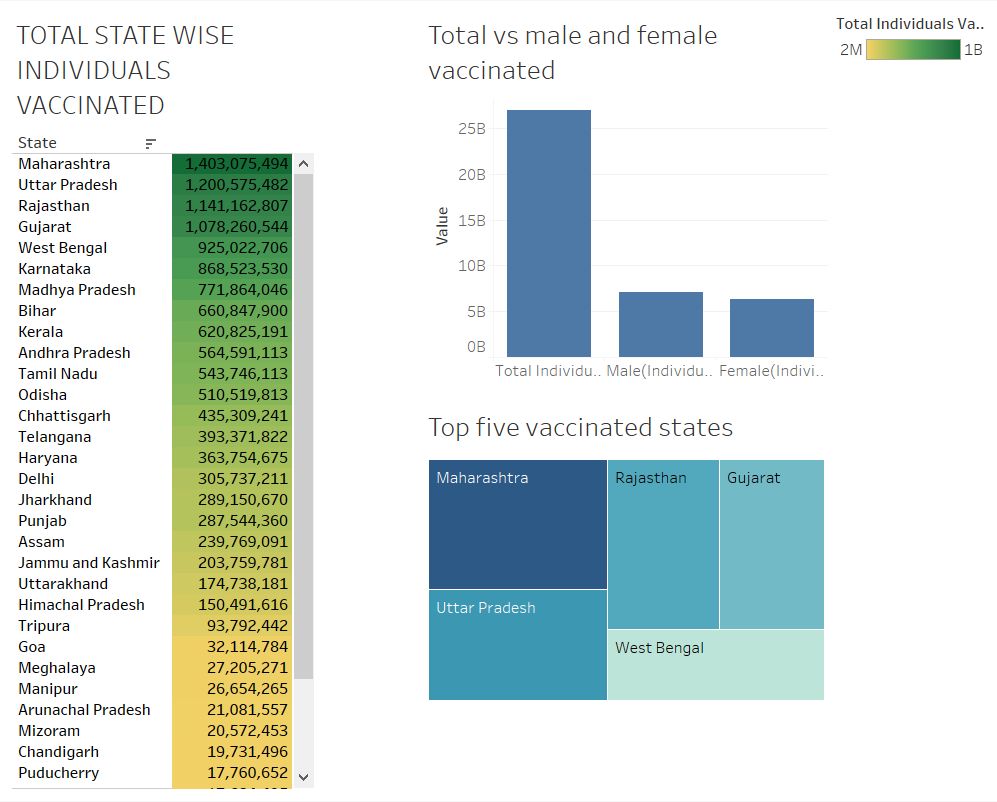 TOTAL STATE WISE
INDIVIDUALS
VACCINATED
State
Maharashtra 1,403,075,494
Uttar Pradesh 1,200,575,482
Rajasthan 1,141,162,807
Gujarat 1,078,260,544
West Bengal 925,022,706
Karnataka 868,523,530
Madhya Pradesh 771,864,046
Bihar 660,847,900
Kerala 620,825,191
Andhra Pradesh 564,591,113
Tamil Nadu 543,746,113
Odisha 510,519,813
Chhattisgarh 435,309,241
Telangana 393,371,822
Haryana 363,754,675
Delhi 305,737,211
Jharkhand 289,150,670
Punjab 287,544,360
Assam 239,769,091
Jammu and Kashmir 203,759,781
Uttarakhand 174,738,181
Himachal Pradesh 150,491,616
Tripura 93,792,442
Goa 32,114,784
Meghalaya 27,205,271
Manipur 26,654,265
Arunachal Pradesh 21,081,557
Mizoram 20,572,453
Chandigarh 19,731,496
Puducherry 17,760,652
Total vs male and female
vaccinated
25B
20B
15B
10B
5B
0B
Value
Total Individu.. Male(Individu.. Female(Indivi..
Top five vaccinated states
Maharashtra
Rajasthan
Gujarat
Uttar Pradesh
West Bengal
Total Individuals Va..
2M 1B